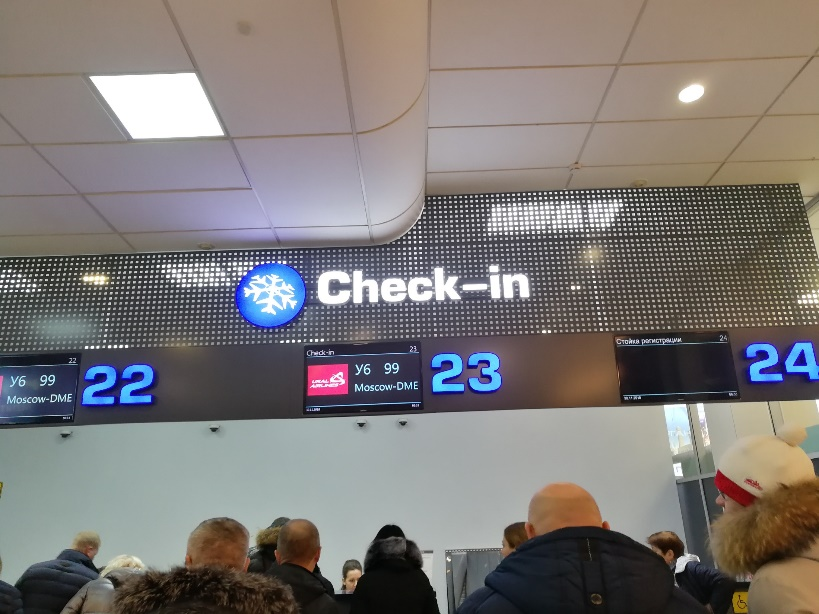 Check-in
22
У6 99
Moscow-DME
22
Check-in 23
URAL AIRLINES
У6 99
Moscow-DME
23
Стойка регистрации 24
24